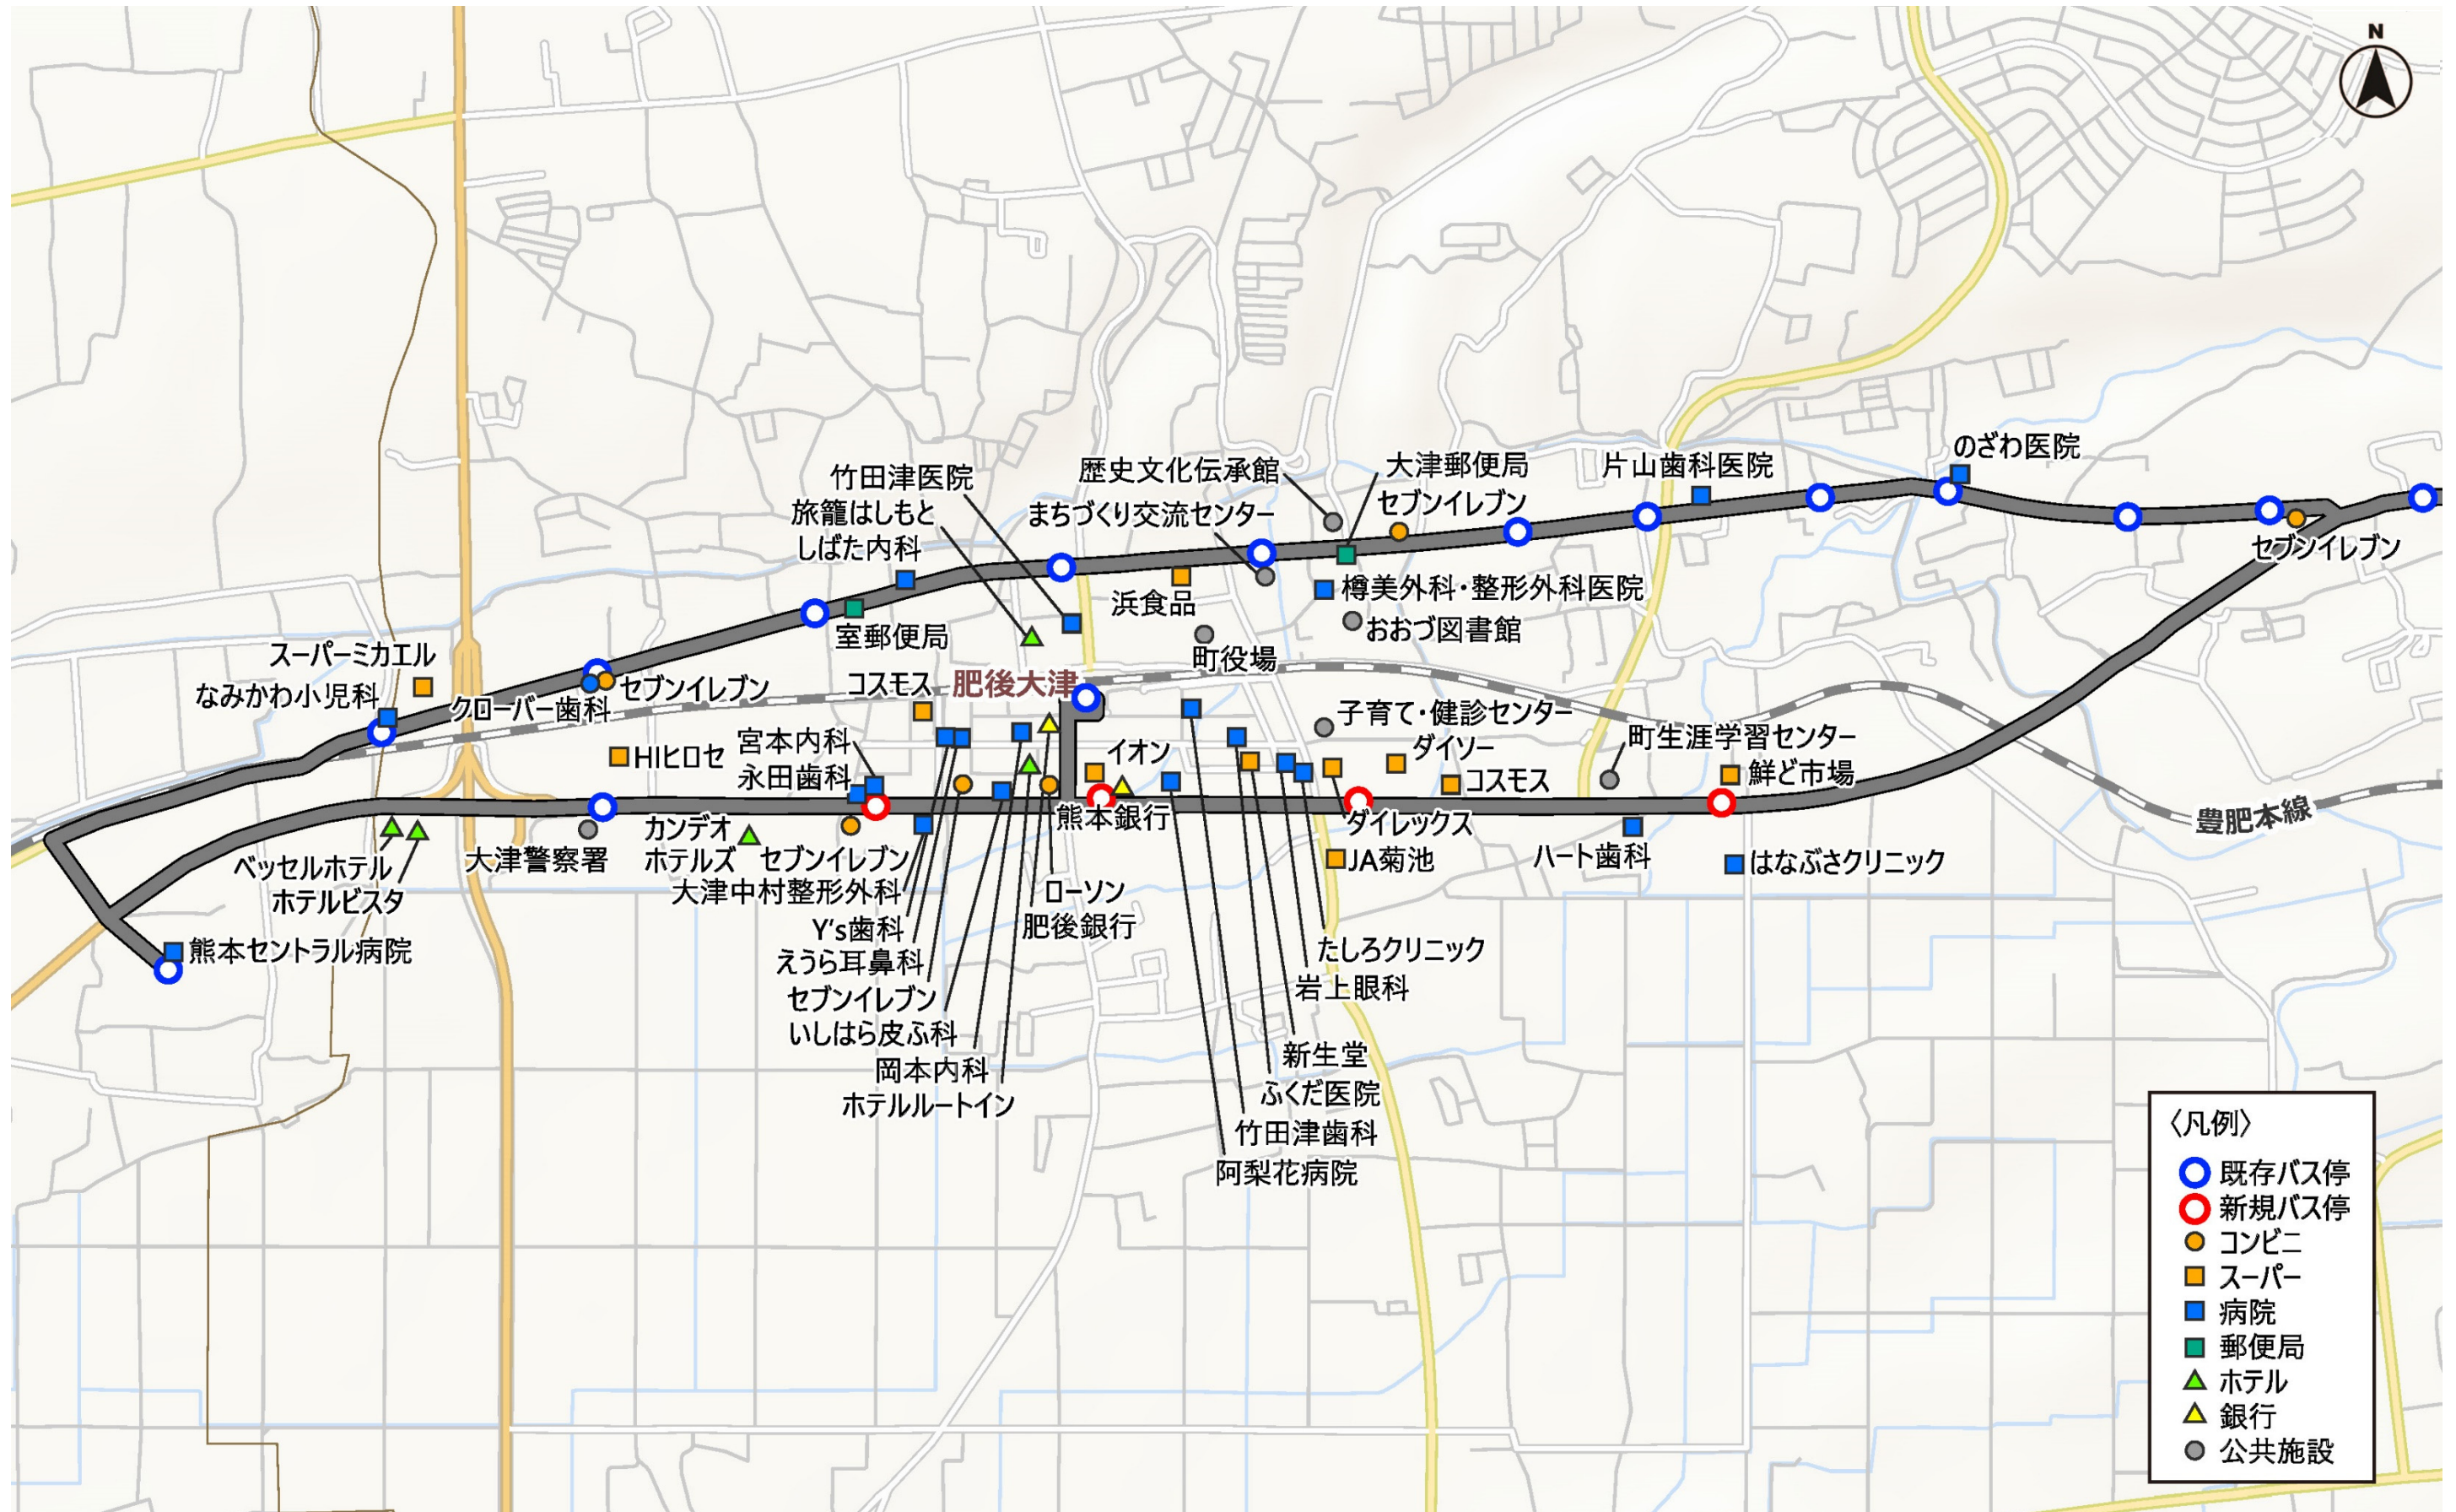 N
のざわ医院
竹田津医院
歴史文化伝承館
大津郵便局
片山歯科医院
旅籠はしもと
まちづくり交流センター
セブンイレブン
しばた内科
セブンイレブン
浜食品
樽美外科・整形外科医院
室郵便局
おおづ図書館
スーパーミカエル
町役場
なみかわ小児科
クローバー歯科
セブンイレブン
コスモス
肥後大津
子育て・健診センター
宮本内科
HIヒロセ
イオン
ダイソー
町生涯学習センター
永田歯科
コスモス
鮮ど市場
熊本銀行
ダイレックス
豊肥本線
カンデオ
ホテルズ
大津警察署
セブンイレブン
JA菊池
ハート歯科
はなぶさクリニック
ベッセルホテル
ホテルビスタ
大津中村整形外科
ローソン
Y's歯科
肥後銀行
熊本セントラル病院
えうら耳鼻科
たしろクリニック
セブンイレブン
岩上眼科
いしはら皮ふ科
新生堂
岡本内科
ふくだ医院
ホテルルートイン
竹田津歯科
阿梨花病院
〈凡例〉
既存バス停
新規バス停
コンビニ
スーパー
病院
郵便局
ホテル
銀行
公共施設